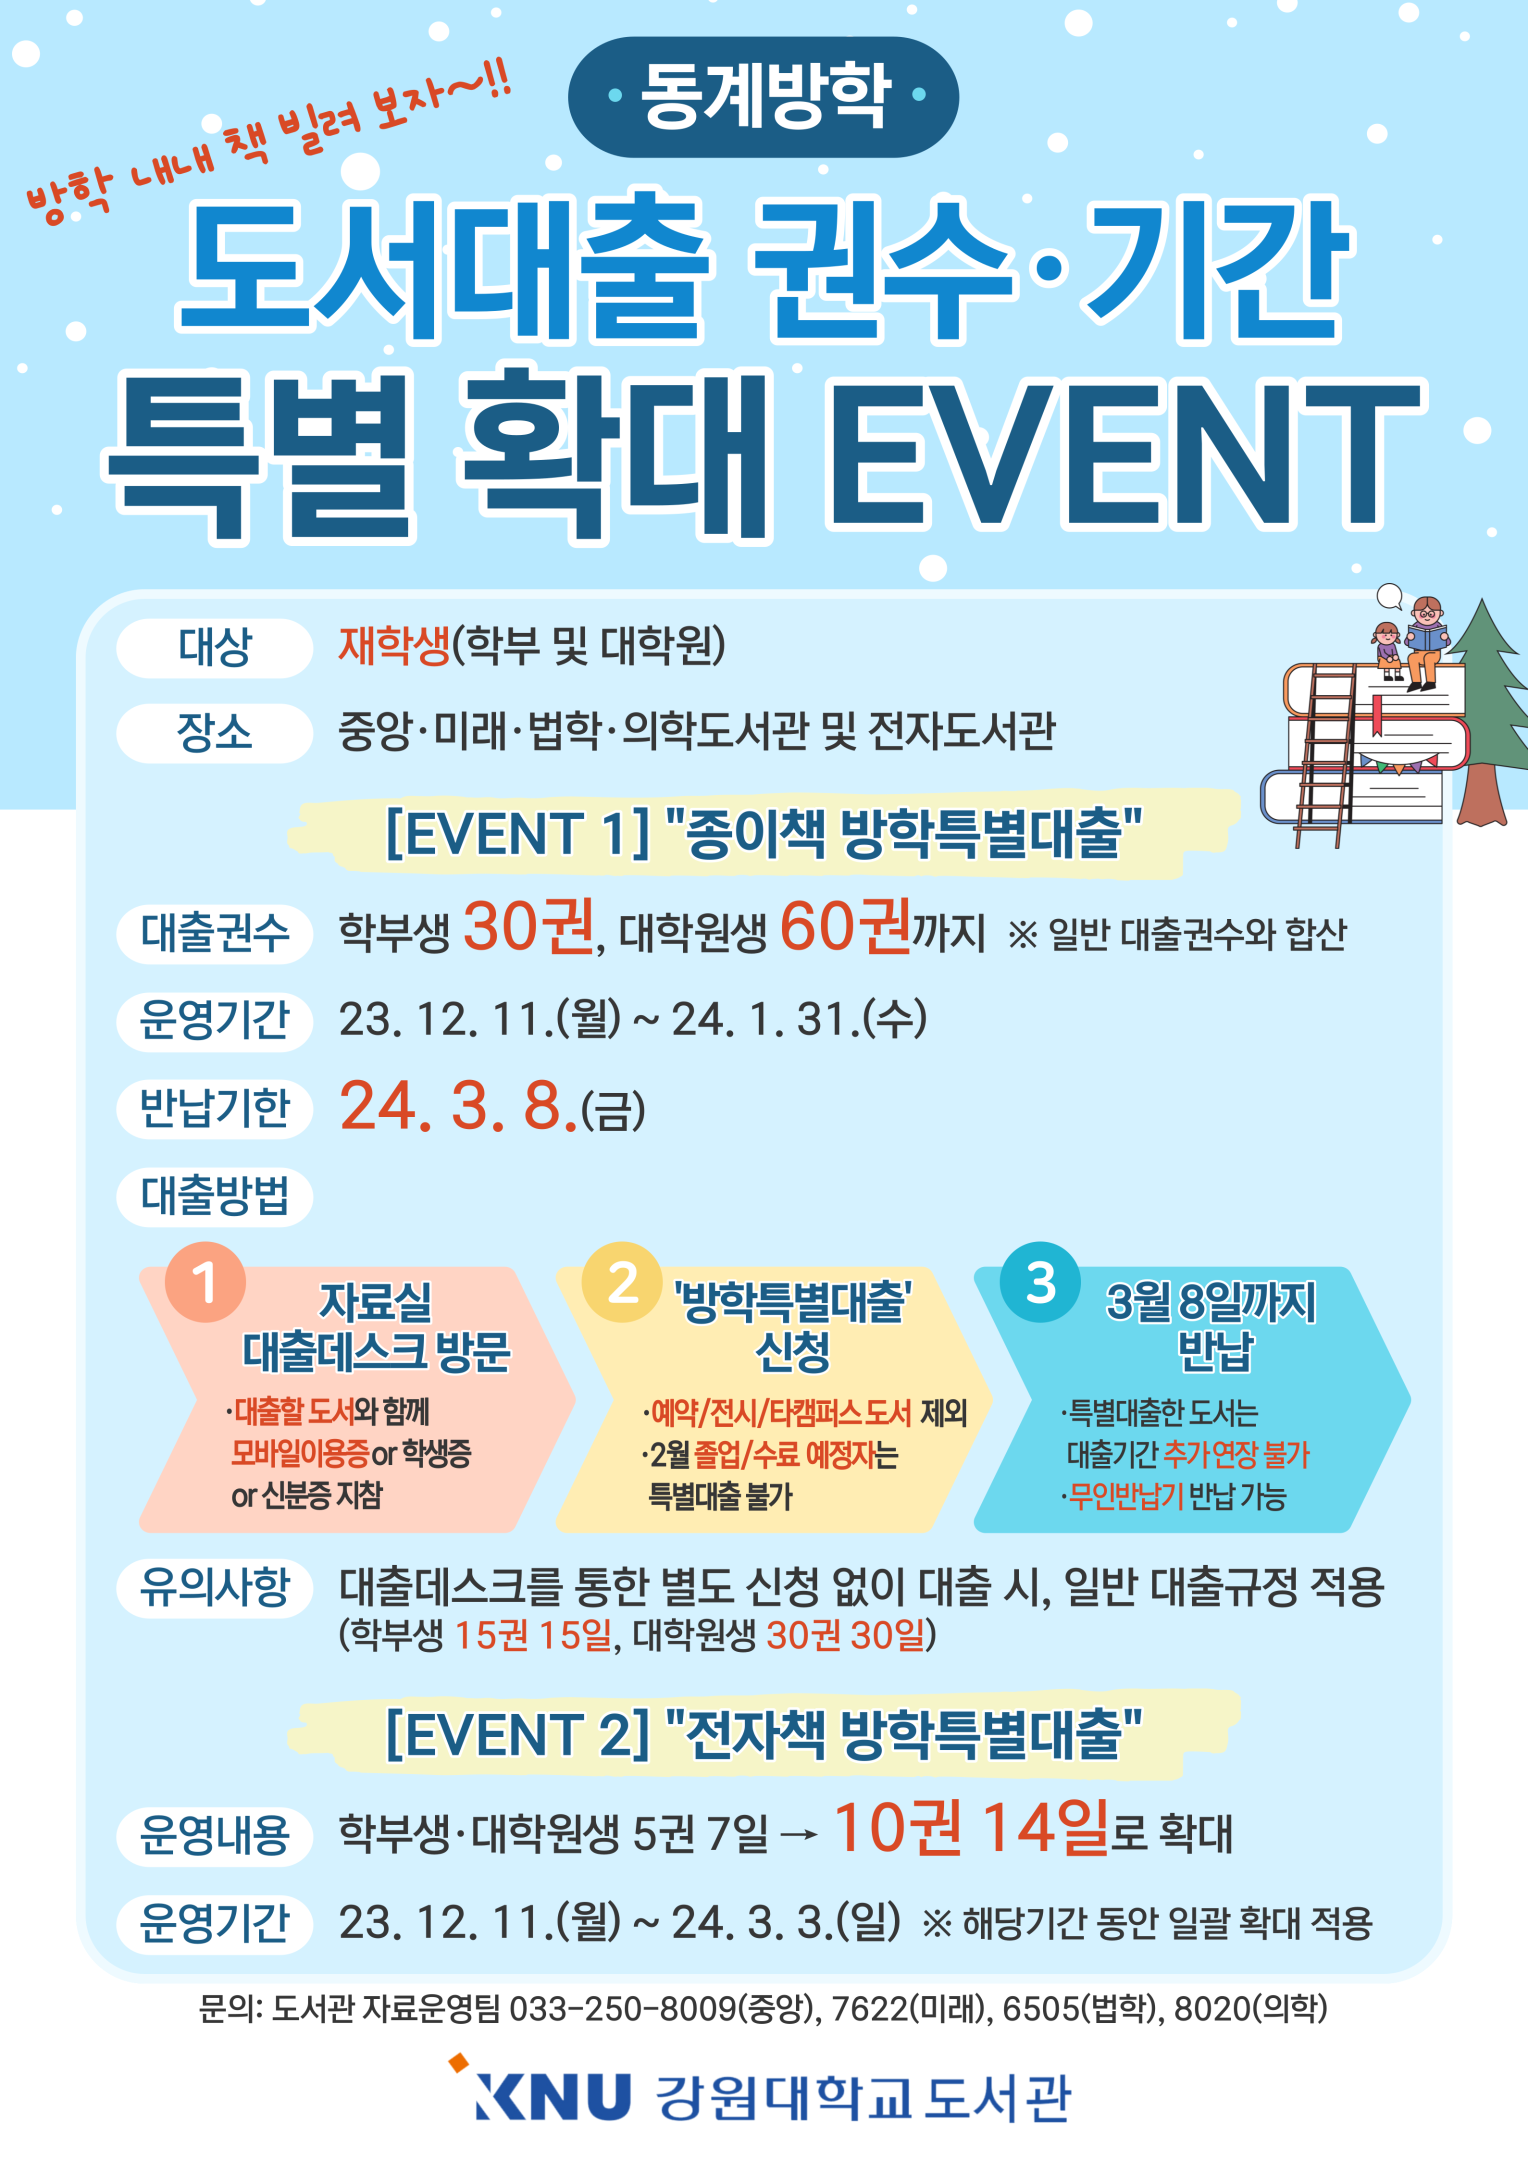 동계방학
방학 내내 책 빌려 보자~!!
도서대출 권수·기간
특별 확대 EVENT
대상 재학생(학부 및 대학원)
장소 중앙·미래·법학·의학도서관 및 전자도서관
[EVENT 1] "종이책 방학특별대출"
대출권수 학부생 30권, 대학원생 60권까지 ※ 일반 대출권수와 합산
운영기간 23. 12. 11.(월) ~ 24. 1. 31.(수)
반납기한 24. 3. 8.(금)
대출방법
1 자료실
대출데스크 방문
·대출할 도서와 함께
모바일이용증 or 학생증
or 신분증 지참
2 '방학특별대출'
신청
·예약/전시/타캠퍼스 도서 제외
·2월 졸업/수료 예정자는
특별대출 불가
3 3월 8일까지
반납
·특별대출한 도서는
대출기간 추가 연장 불가
·무인반납기 반납 가능
유의사항 대출데스크를 통한 별도 신청 없이 대출 시, 일반 대출규정 적용
(학부생 15권 15일, 대학원생 30권 30일)
[EVENT 2] "전자책 방학특별대출"
운영내용 학부생·대학원생 5권 7일 → 10권 14일로 확대
운영기간 23. 12. 11.(월) ~ 24. 3. 3.(일) ※ 해당기간 동안 일괄 확대 적용
문의: 도서관 자료운영팀 033-250-8009(중앙), 7622(미래), 6505(법학), 8020(의학)
KNU 강원대학교 도서관